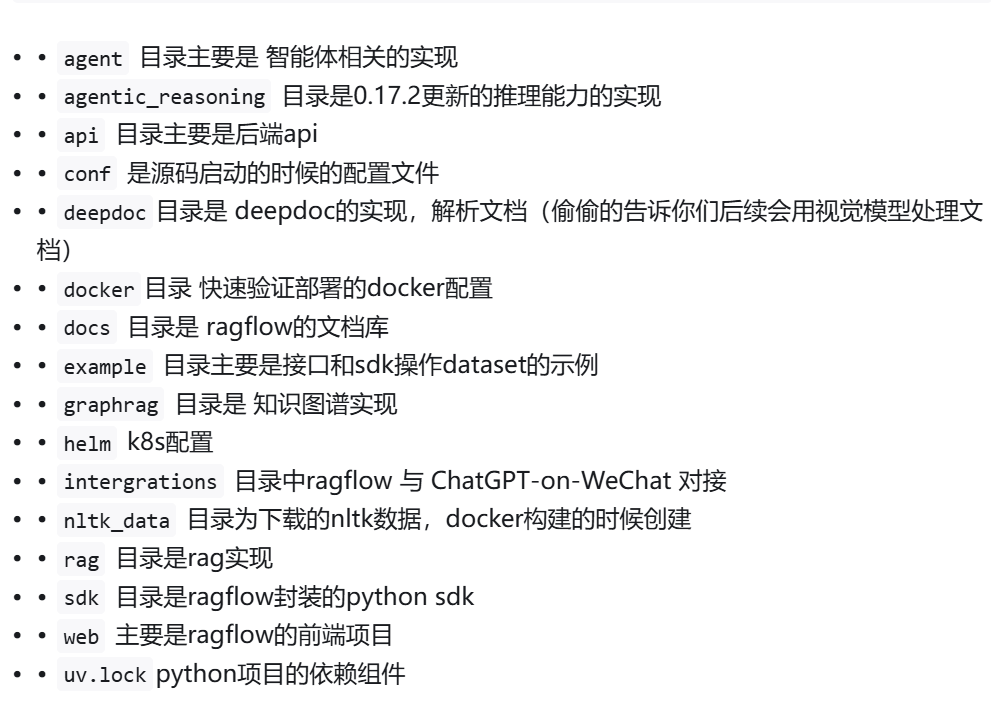 • • agent 目录主要是 智能体相关的实现
• • agentic_reasoning 目录是0.17.2更新的推理能力的实现
• • api 目录主要是后端api
• • conf 是源码启动的时候的配置文件
• • deepdoc 目录是 deepdoc的实现，解析文档（偷偷的告诉你们后续会用视觉模型处理文
档）
• • docker 目录 快速验证部署的docker配置
• • docs 目录是 ragflow的文档库
• • example 目录主要是接口和sdk操作dataset的示例
• • graphrag 目录是 知识图谱实现
• • helm k8s配置
• • intergrations 目录中ragflow 与 ChatGPT-on-WeChat 对接
• • nltk_data 目录为下载的nltk数据，docker构建的时候创建
• • rag 目录是rag实现
• • sdk 目录是ragflow封装的python sdk
• • web 主要是ragflow的前端项目
• • uv.lock python项目的依赖组件